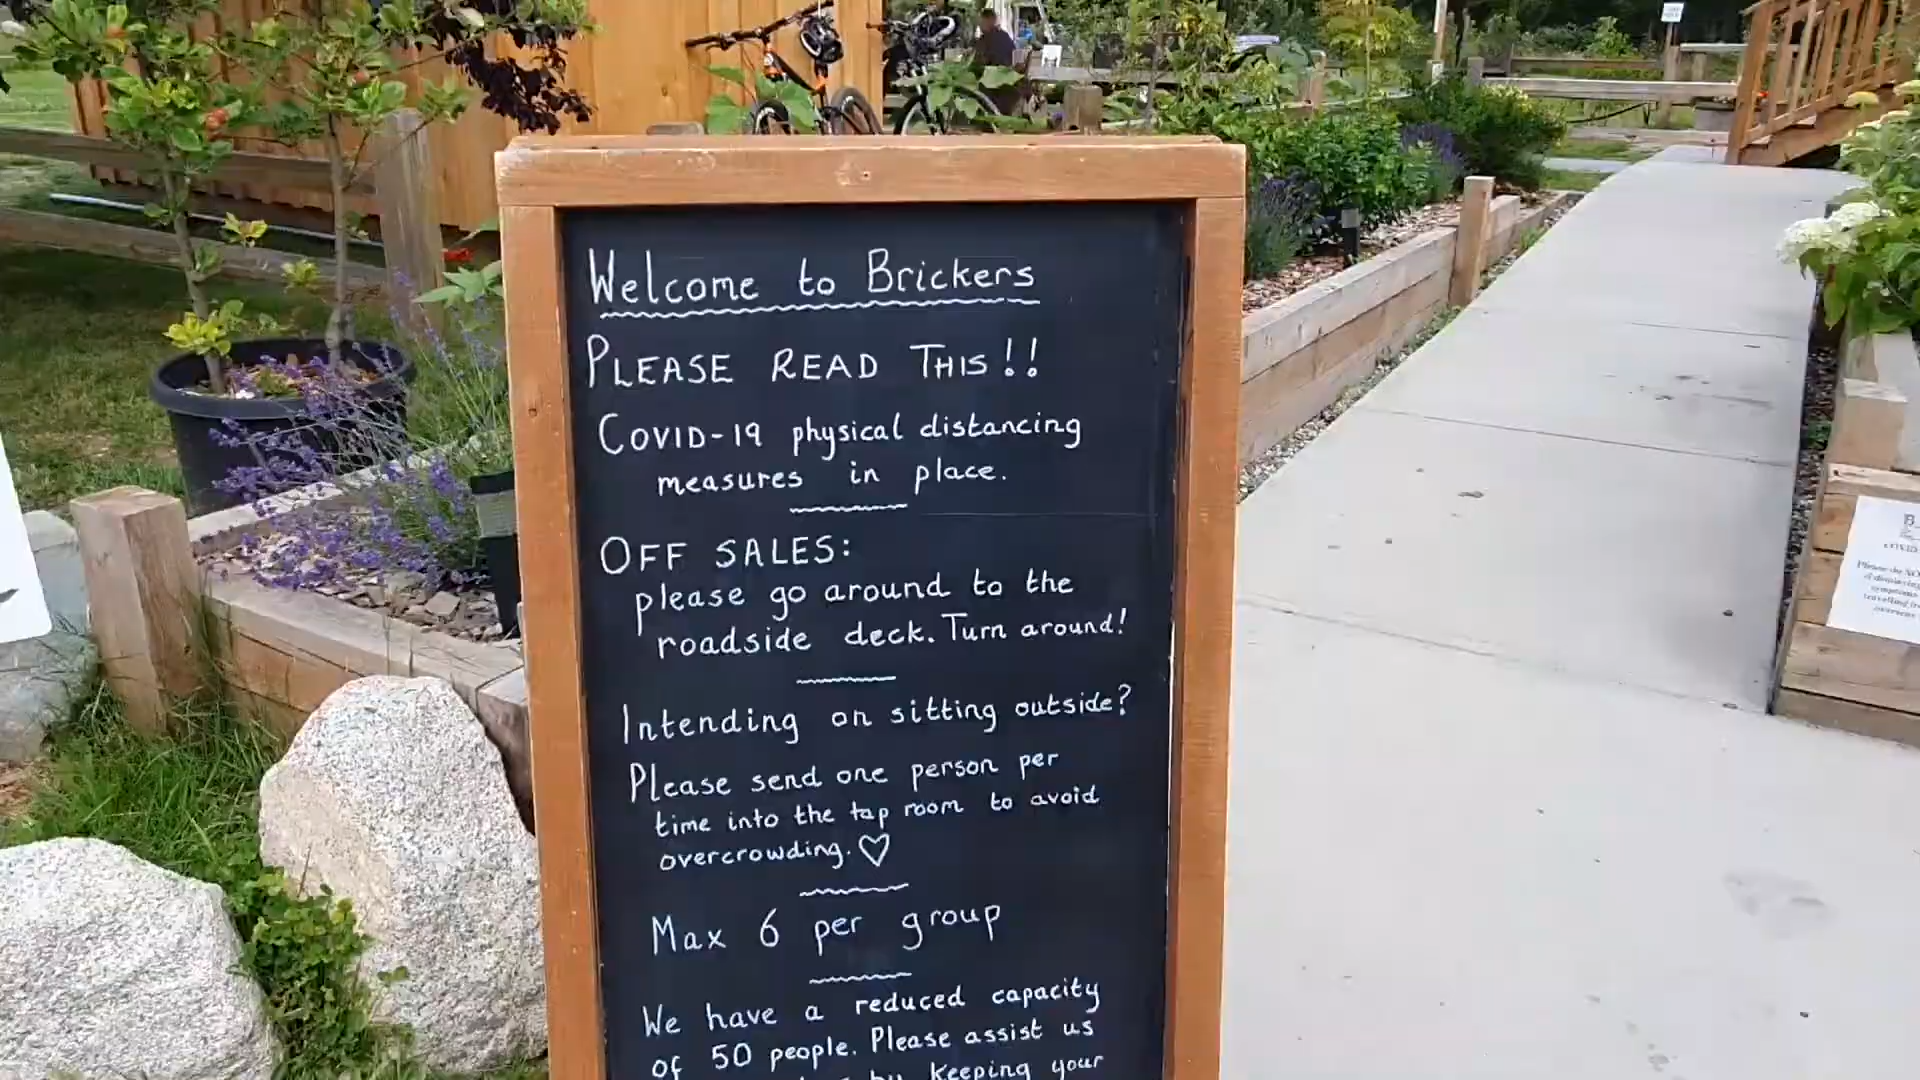 Welcome to Brickers
PLEASE READ THIS!!
COVID-19 physical distancing
measures in place.
OFF SALES:
please go around to the
roadside deck. Turn around!
Intending on sitting outside?
Please send one person per
time into the tap room to avoid
overcrowding. ♡
Max 6 per group
We have a reduced capacity
of 50 people. Please assist us
by keeping your